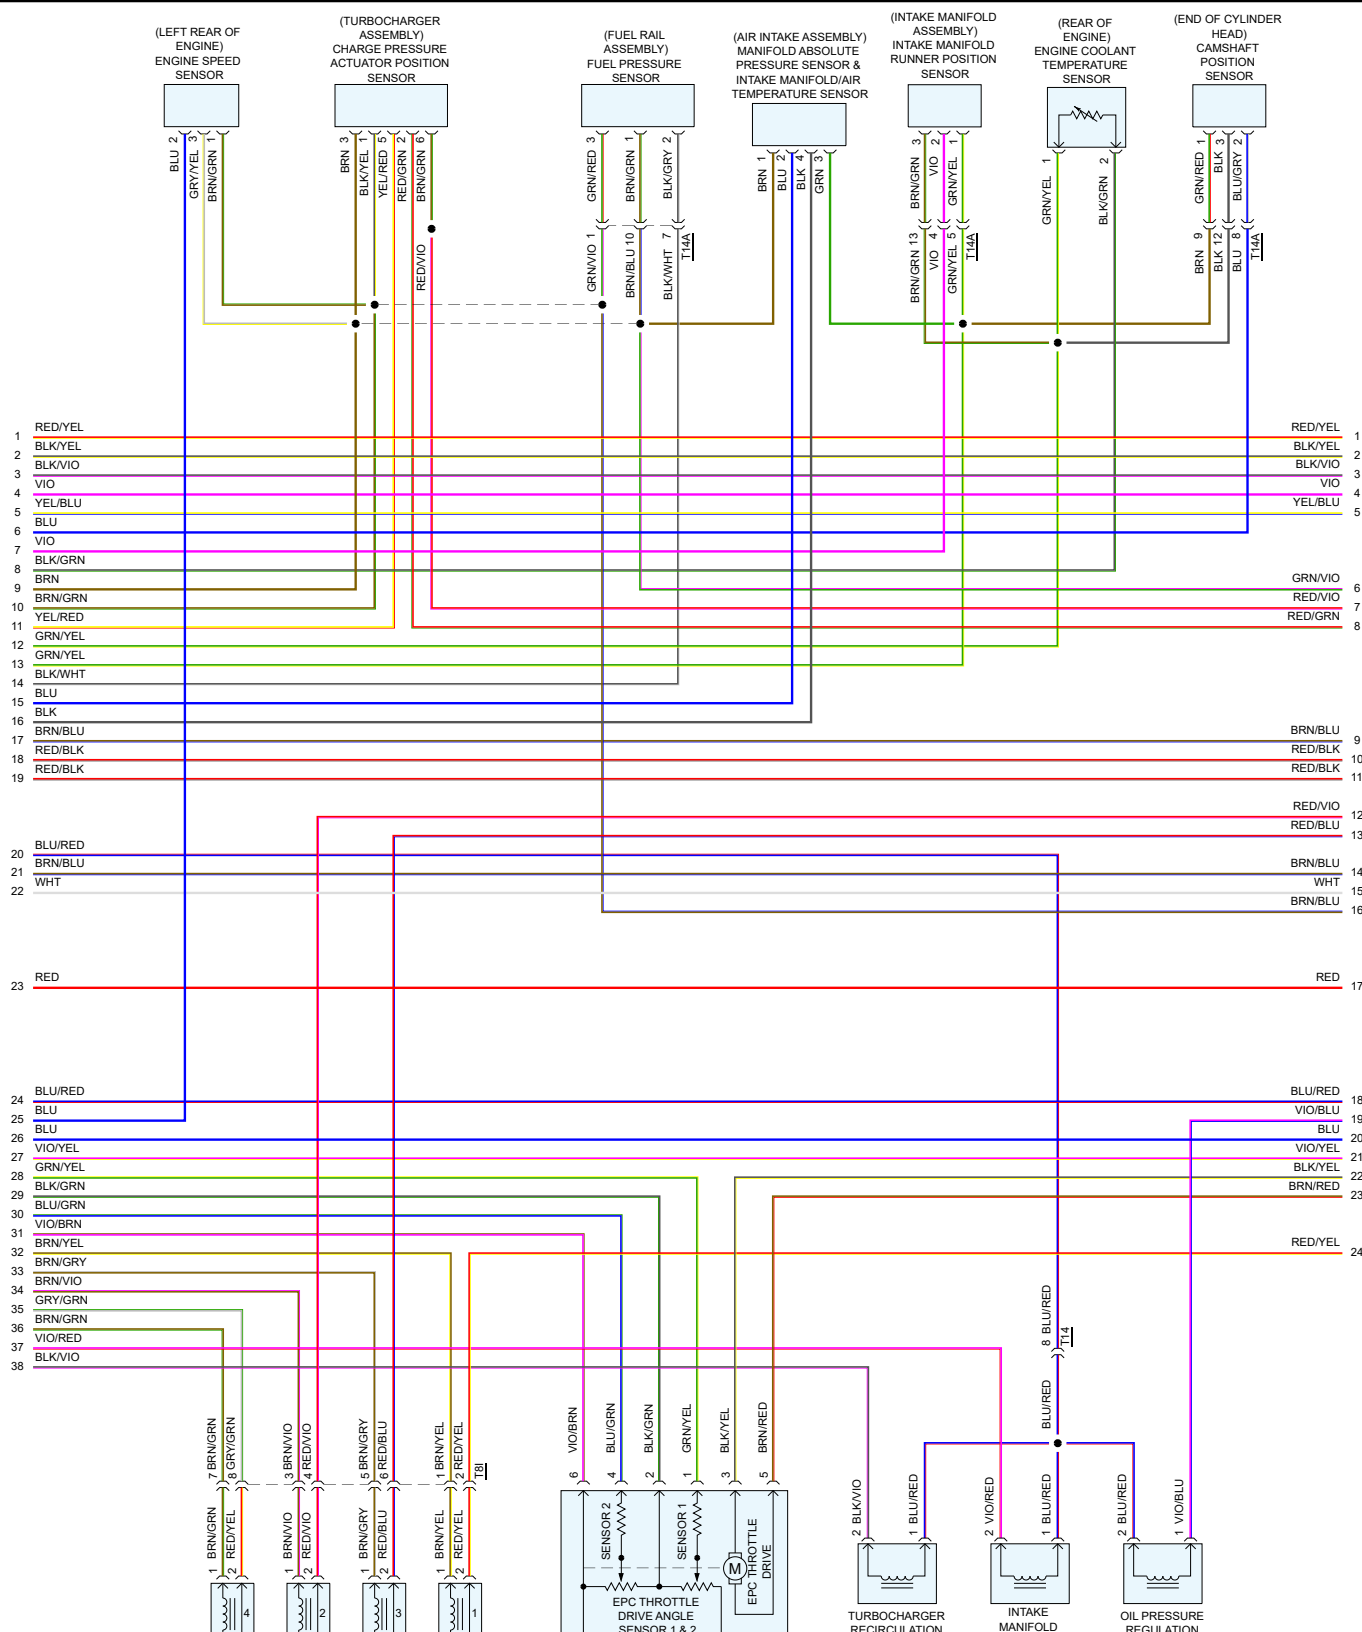 (LEFT REAR OF
ENGINE)
ENGINE SPEED
SENSOR
(TURBOCHARGER
ASSEMBLY)
CHARGE PRESSURE
ACTUATOR POSITION
SENSOR
(FUEL RAIL
ASSEMBLY)
FUEL PRESSURE
SENSOR
(AIR INTAKE ASSEMBLY)
MANIFOLD ABSOLUTE
PRESSURE SENSOR &
INTAKE MANIFOLD/AIR
TEMPERATURE SENSOR
(INTAKE MANIFOLD
ASSEMBLY)
INTAKE MANIFOLD
RUNNER POSITION
SENSOR
(REAR OF
ENGINE)
ENGINE COOLANT
TEMPERATURE
SENSOR
(END OF CYLINDER
HEAD)
CAMSHAFT
POSITION
SENSOR
BLU 2
GRY/YEL 3
BRN/GRN 1
BRN 3
BLK/YEL 1
YEL/RED 5
RED/GRN 2
BRN/GRN 6
RED/VIO
GRN/RED 3
BRN/GRN 1
BLK/GRY 2
GRN/VIO 1
BRN/BLU 10
BLK/WHT 7
T14A
BRN 1
BLU 2
BLK 4
GRN 3
BRN/GRN 3
VIO 2
GRN/YEL 1
BRN/GRN 13
VIO 4
GRN/YEL 5
T14A
GRN/YEL 1
BLK/GRN 2
GRN/RED 1
BLK 3
BLU/GRY 2
BRN 9
BLK 12
BLU 8
T14A
1 RED/YEL RED/YEL 1
2 BLK/YEL BLK/YEL 2
3 BLK/VIO BLK/VIO 3
4 VIO VIO 4
5 YEL/BLU YEL/BLU 5
6 BLU
7 VIO
8 BLK/GRN
9 BRN GRN/VIO 6
10 BRN/GRN RED/VIO 7
11 YEL/RED RED/GRN 8
12 GRN/YEL
13 GRN/YEL
14 BLK/WHT
15 BLU
16 BLK
17 BRN/BLU BRN/BLU 9
18 RED/BLK RED/BLK 10
19 RED/BLK RED/BLK 11
RED/VIO 12
RED/BLU 13
20 BLU/RED
21 BRN/BLU BRN/BLU 14
22 WHT WHT 15
BRN/BLU 16
23 RED RED 17
24 BLU/RED BLU/RED 18
25 BLU VIO/BLU 19
26 BLU BLU 20
27 VIO/YEL VIO/YEL 21
28 GRN/YEL BLK/YEL 22
29 BLK/GRN BRN/RED 23
30 BLU/GRN
31 VIO/BRN
32 BRN/YEL RED/YEL 24
33 BRN/GRY
34 BRN/VIO
35 GRY/GRN
36 BRN/GRN
37 VIO/RED
38 BLK/VIO
8 BLU/RED
T14
BLU/RED
7 BRN/GRN
8 GRY/GRN
3 BRN/VIO
4 RED/VIO
5 BRN/GRY
6 RED/BLU
1 BRN/YEL
2 RED/YEL
T8I
1 BRN/GRN
2 RED/YEL
1 BRN/VIO
2 RED/VIO
1 BRN/GRY
2 RED/BLU
1 BRN/YEL
2 RED/YEL
4
2
3
1
6 VIO/BRN
4 BLU/GRN
2 BLK/GRN
1 GRN/YEL
3 BLK/YEL
5 BRN/RED
SENSOR 2
SENSOR 1
M
EPC THROTTLE
DRIVE
EPC THROTTLE
DRIVE ANGLE
SENSOR 1 & 2
2 BLK/VIO
1 BLU/RED
2 VIO/RED
1 BLU/RED
2 BLU/RED
1 VIO/BLU
TURBOCHARGER
RECIRCULATION
INTAKE
MANIFOLD
OIL PRESSURE
REGULATION